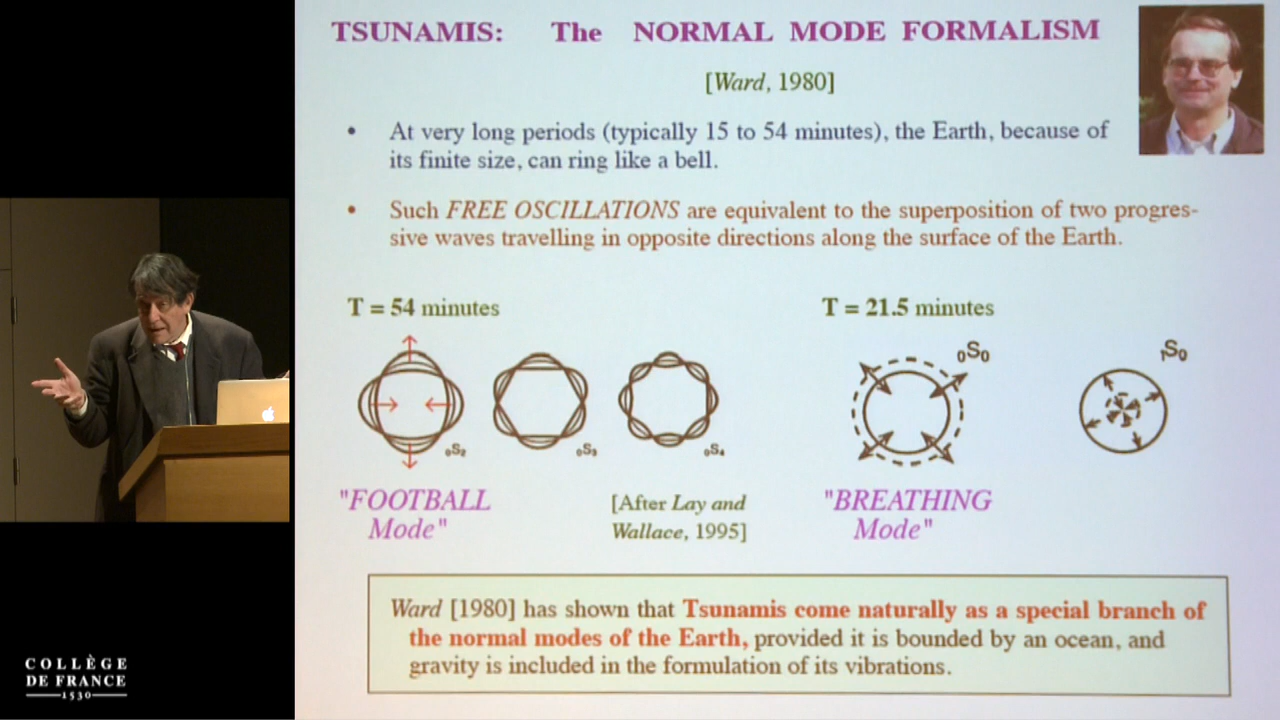 TSUNAMIS: The NORMAL MODE FORMALISM
[Ward, 1980]
• At very long periods (typically 15 to 54 minutes), the Earth, because of
its finite size, can ring like a bell.
• Such FREE OSCILLATIONS are equivalent to the superposition of two progres-
sive waves travelling in opposite directions along the surface of the Earth.
T = 54 minutes
T = 21.5 minutes
₀S₂
₀S₃
₀S₄
₀S₀
₁S₀
"FOOTBALL
Mode"
[After Lay and
Wallace, 1995]
"BREATHING
Mode"
Ward [1980] has shown that Tsunamis come naturally as a special branch of
the normal modes of the Earth, provided it is bounded by an ocean, and
gravity is included in the formulation of its vibrations.
COLLÈGE
DE FRANCE
1530